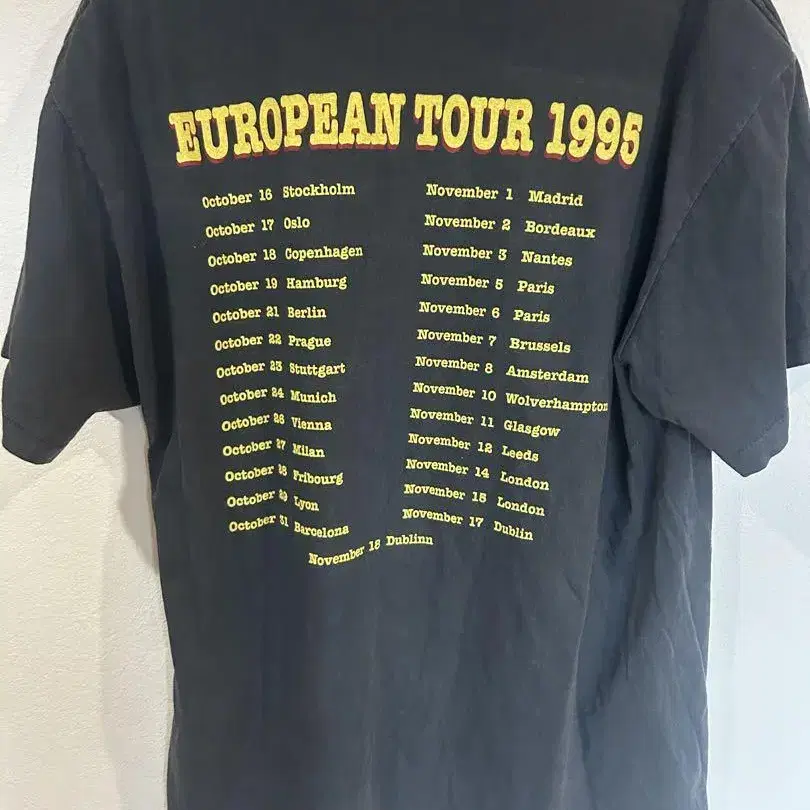 EUROPEAN TOUR 1995
October 16 Stockholm
October 17 Oslo
October 18 Copenhagen
October 19 Hamburg
October 21 Berlin
October 22 Prague
October 23 Stuttgart
October 24 Munich
October 26 Vienna
October 27 Milan
October 28 Fribourg
October 29 Lyon
October 31 Barcelona
November 1 Madrid
November 2 Bordeaux
November 3 Nantes
November 5 Paris
November 6 Paris
November 7 Brussels
November 8 Amsterdam
November 10 Wolverhampton
November 11 Glasgow
November 12 Leeds
November 14 London
November 15 London
November 17 Dublin
November 18 Dublinn